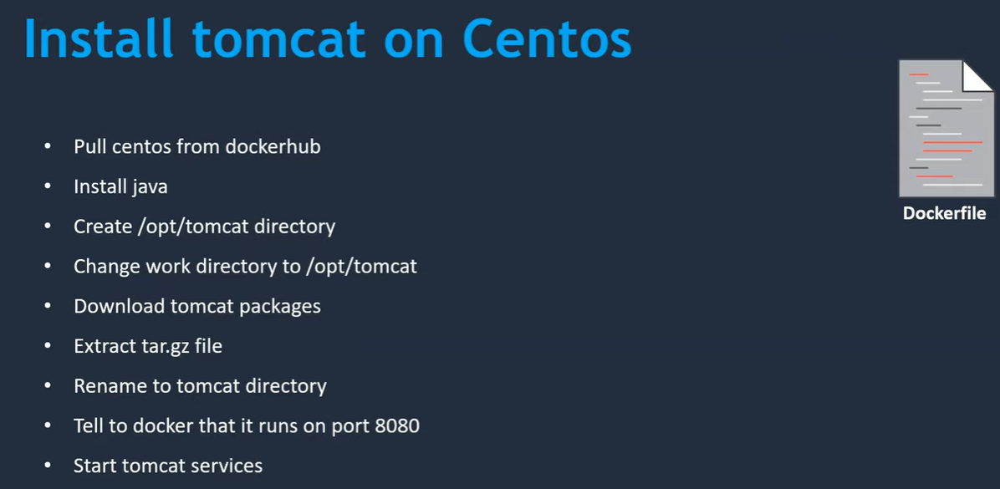 Install tomcat on Centos
• Pull centos from dockerhub
• Install java
• Create /opt/tomcat directory
• Change work directory to /opt/tomcat
• Download tomcat packages
• Extract tar.gz file
• Rename to tomcat directory
• Tell to docker that it runs on port 8080
• Start tomcat services
Dockerfile